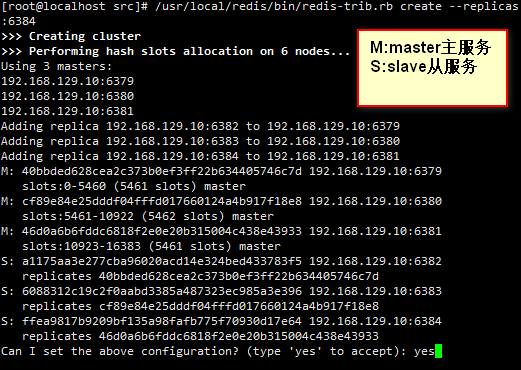 [root@localhost src]# /usr/local/redis/bin/redis-trib.rb create --replicas
:6384
>>> Creating cluster
>>> Performing hash slots allocation on 6 nodes...
Using 3 masters:
192.168.129.10:6379
192.168.129.10:6380
192.168.129.10:6381
Adding replica 192.168.129.10:6382 to 192.168.129.10:6379
Adding replica 192.168.129.10:6383 to 192.168.129.10:6380
Adding replica 192.168.129.10:6384 to 192.168.129.10:6381
M: 40bbded628cea2c373b0ef3ff22b634405746c7d 192.168.129.10:6379
slots:0-5460 (5461 slots) master
M: cf89e84e25dddf04fffd017660124a4b917f18e8 192.168.129.10:6380
slots:5461-10922 (5462 slots) master
M: 46d0a6b6fddc6818f2e0e20b315004c438e43933 192.168.129.10:6381
slots:10923-16383 (5461 slots) master
S: a1175aa3e277cba96020acd14e324bed433783f5 192.168.129.10:6382
replicates 40bbded628cea2c373b0ef3ff22b634405746c7d
S: 6088312c19c2f0aabd3385a487323ec985a3e396 192.168.129.10:6383
replicates cf89e84e25dddf04fffd017660124a4b917f18e8
S: ffea9817b9209bf135a98fafb775f70930d17e64 192.168.129.10:6384
replicates 46d0a6b6fddc6818f2e0e20b315004c438e43933
Can I set the above configuration? (type 'yes' to accept): yes
M:master主服务
S:slave从服务